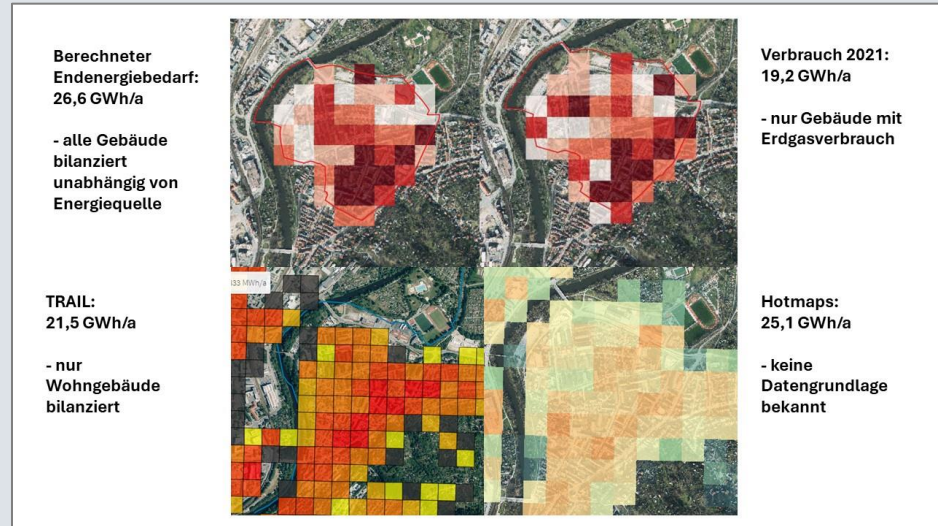 Berechneter
Endenergiebedarf:
26,6 GWh/a
- alle Gebäude
bilanziert
unabhängig von
Energiequelle
Verbrauch 2021:
19,2 GWh/a
- nur Gebäude mit
Erdgasverbrauch
TRAIL:
21,5 GWh/a
- nur
Wohngebäude
bilanziert
MWh/a
Hotmaps:
25,1 GWh/a
- keine
Datengrundlage
bekannt